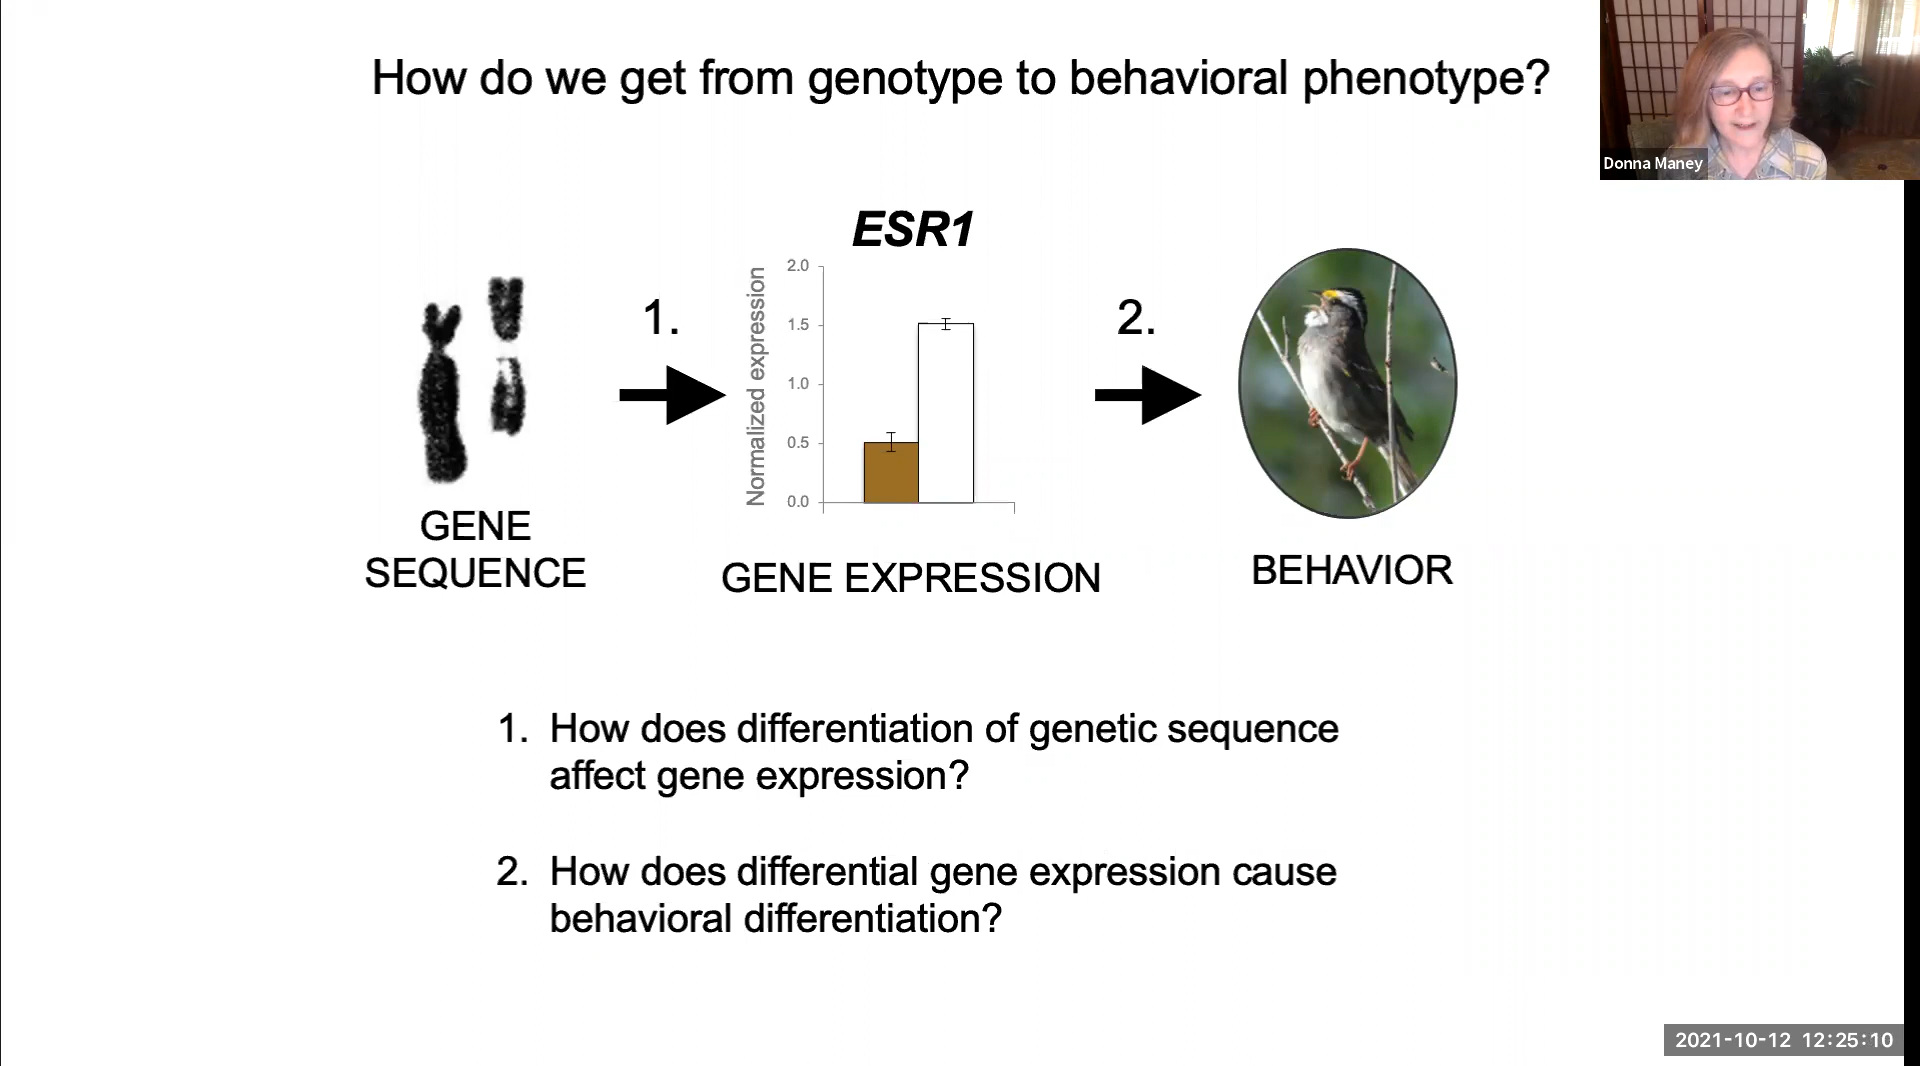 How do we get from genotype to behavioral phenotype?
Donna Maney
ESR1
Normalized expression
2.0
1.5
1.0
0.5
0.0
1.
2.
GENE
SEQUENCE
GENE EXPRESSION
BEHAVIOR
1. How does differentiation of genetic sequence
affect gene expression?
2. How does differential gene expression cause
behavioral differentiation?
2021-10-12 12:25:10